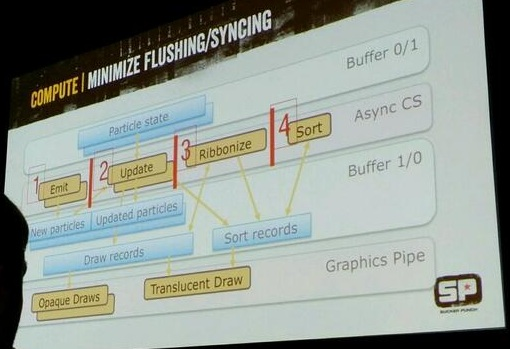 COMPUTE | MINIMIZE FLUSHING/SYNCING
Buffer 0/1
Particle state
Async CS
1
Emit
2
Update
3
Ribbonize
4
Sort
Buffer 1/0
New particles
Updated particles
Draw records
Sort records
Graphics Pipe
Opaque Draws
Translucent Draw
SP
SUCKER PUNCH